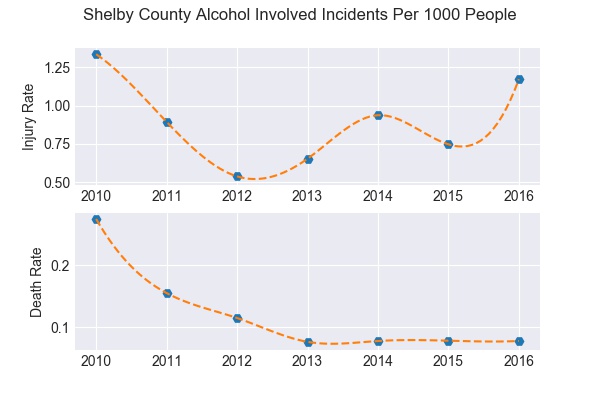 Shelby County Alcohol Involved Incidents Per 1000 People
Injury Rate
1.25
1.00
0.75
0.50
2010 2011 2012 2013 2014 2015 2016
Death Rate
0.2
0.1
2010 2011 2012 2013 2014 2015 2016